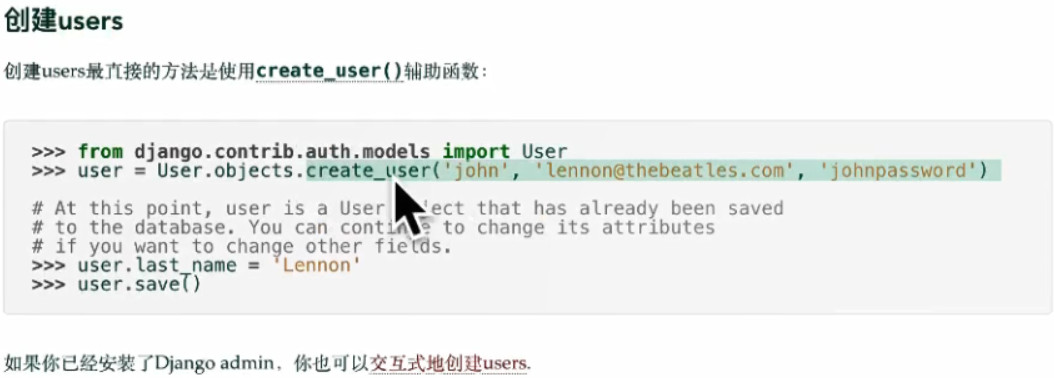 创建users
创建users最直接的方法是使用create_user()辅助函数：
>>> from django.contrib.auth.models import User
>>> user = User.objects.create_user('john', 'lennon@thebeatles.com', 'johnpassword')
# At this point, user is a User object that has already been saved
# to the database. You can continue to change its attributes
# if you want to change other fields.
>>> user.last_name = 'Lennon'
>>> user.save()
如果你已经安装了Django admin，你也可以交互式地创建users.